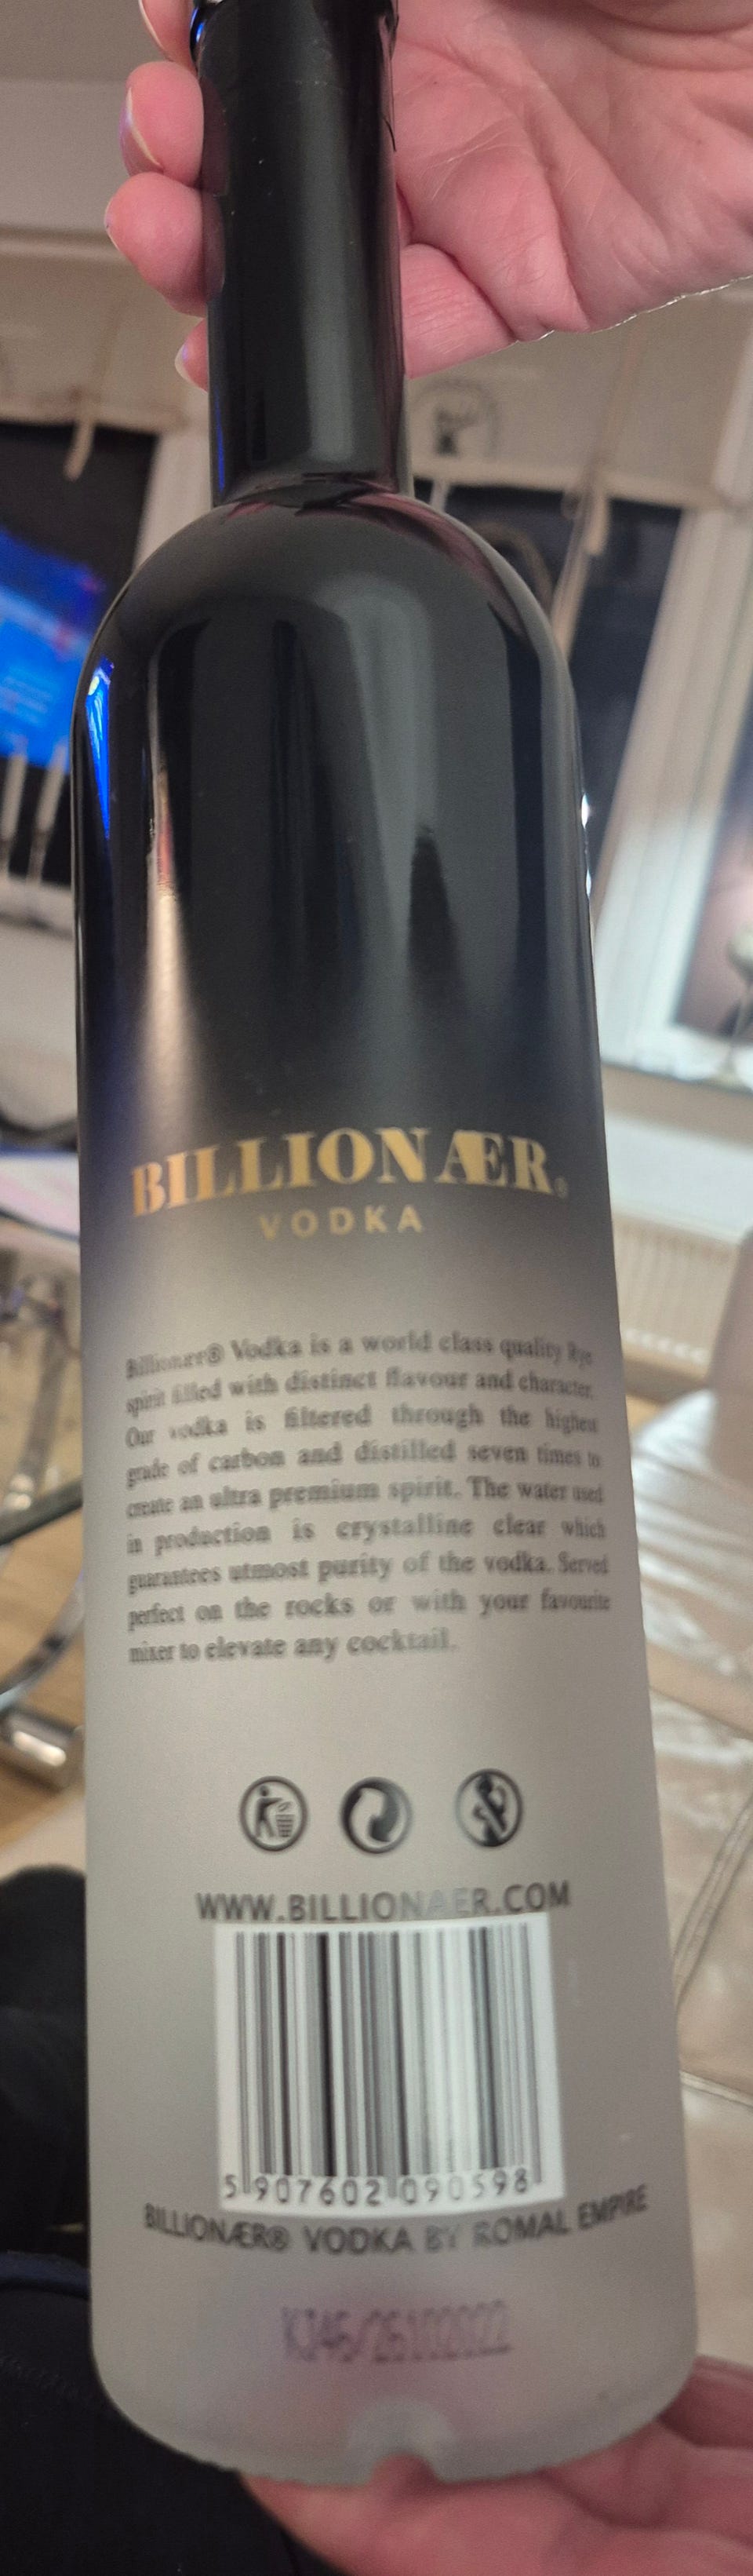 BILLIONÆR®
VODKA
Billionær® Vodka is a world class quality Rye
spirit filled with distinct flavour and character.
Our vodka is filtered through the highest
grade of carbon and distilled seven times to
create an ultra premium spirit. The water used
in production is crystalline clear which
guarantees utmost purity of the vodka. Served
perfect on the rocks or with your favourite
mixer to elevate any cocktail.
WWW.BILLIONAER.COM
5 907602 090598
BILLIONÆR® VODKA BY ROMAL EMPIRE